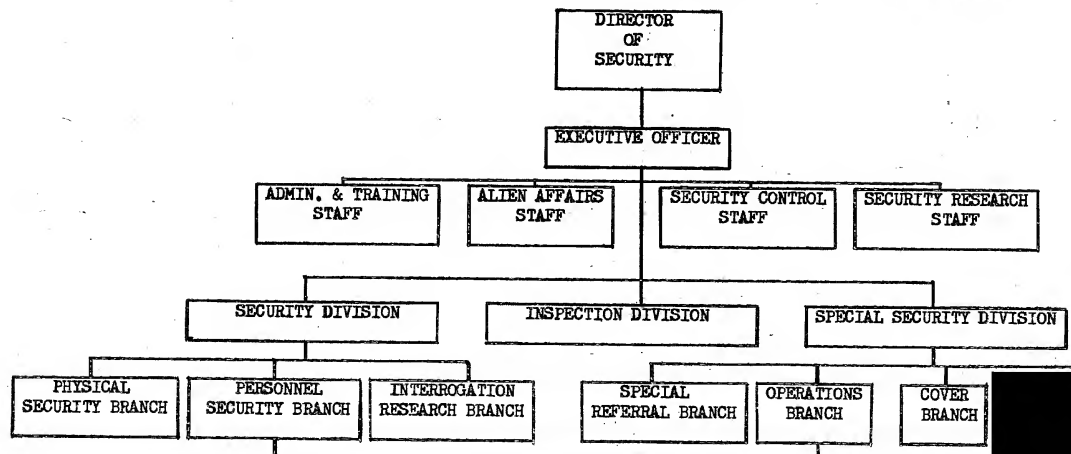 DIRECTOR
OF
SECURITY
EXECUTIVE OFFICER
ADMIN. & TRAINING
STAFF
ALIEN AFFAIRS
STAFF
SECURITY CONTROL
STAFF
SECURITY RESEARCH
STAFF
SECURITY DIVISION
INSPECTION DIVISION
SPECIAL SECURITY DIVISION
PHYSICAL
SECURITY BRANCH
PERSONNEL
SECURITY BRANCH
INTERROGATION
RESEARCH BRANCH
SPECIAL
REFERRAL BRANCH
OPERATIONS
BRANCH
COVER
BRANCH